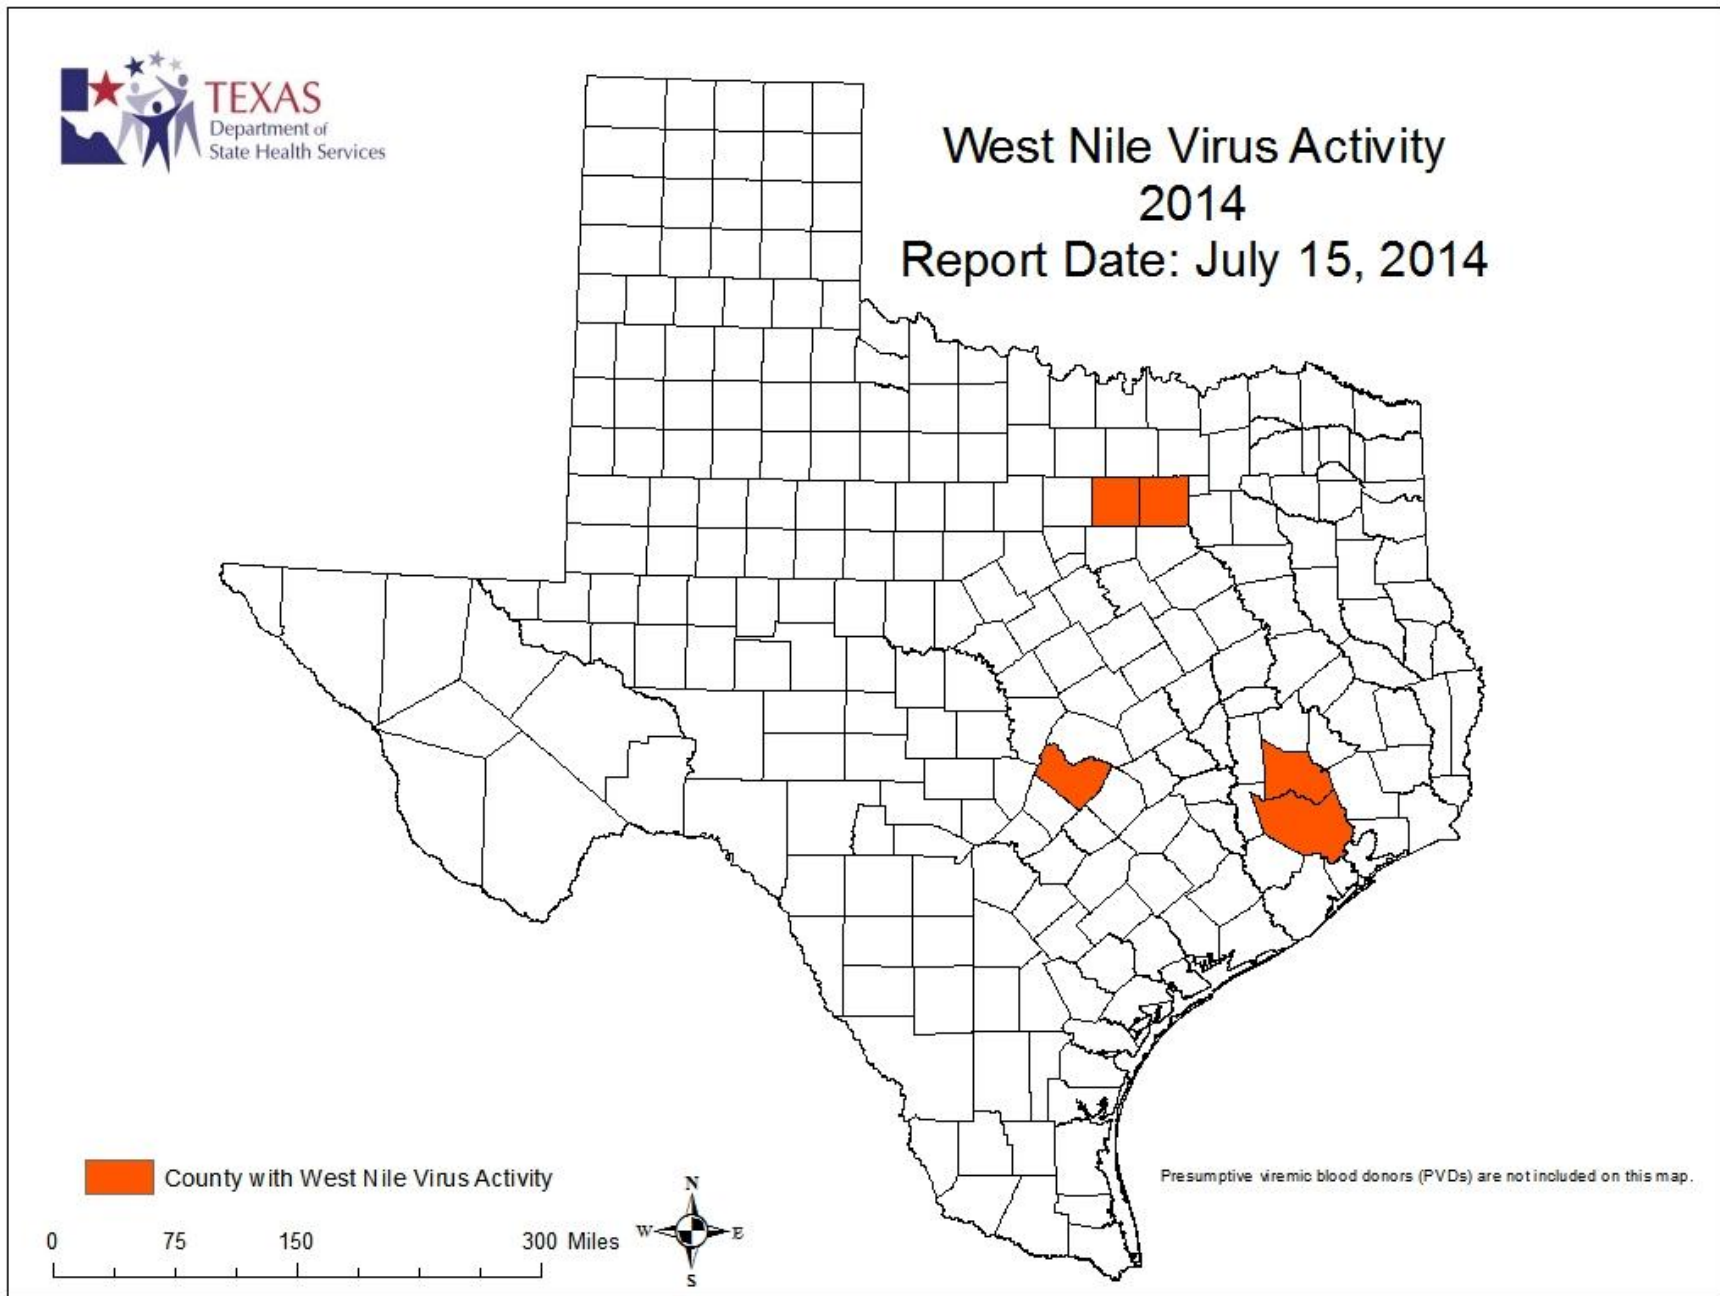 TEXAS
Department of
State Health Services
West Nile Virus Activity
2014
Report Date: July 15, 2014
County with West Nile Virus Activity
Presumptive viremic blood donors (PVDs) are not included on this map.
0 75 150 300 Miles
N
W E
S